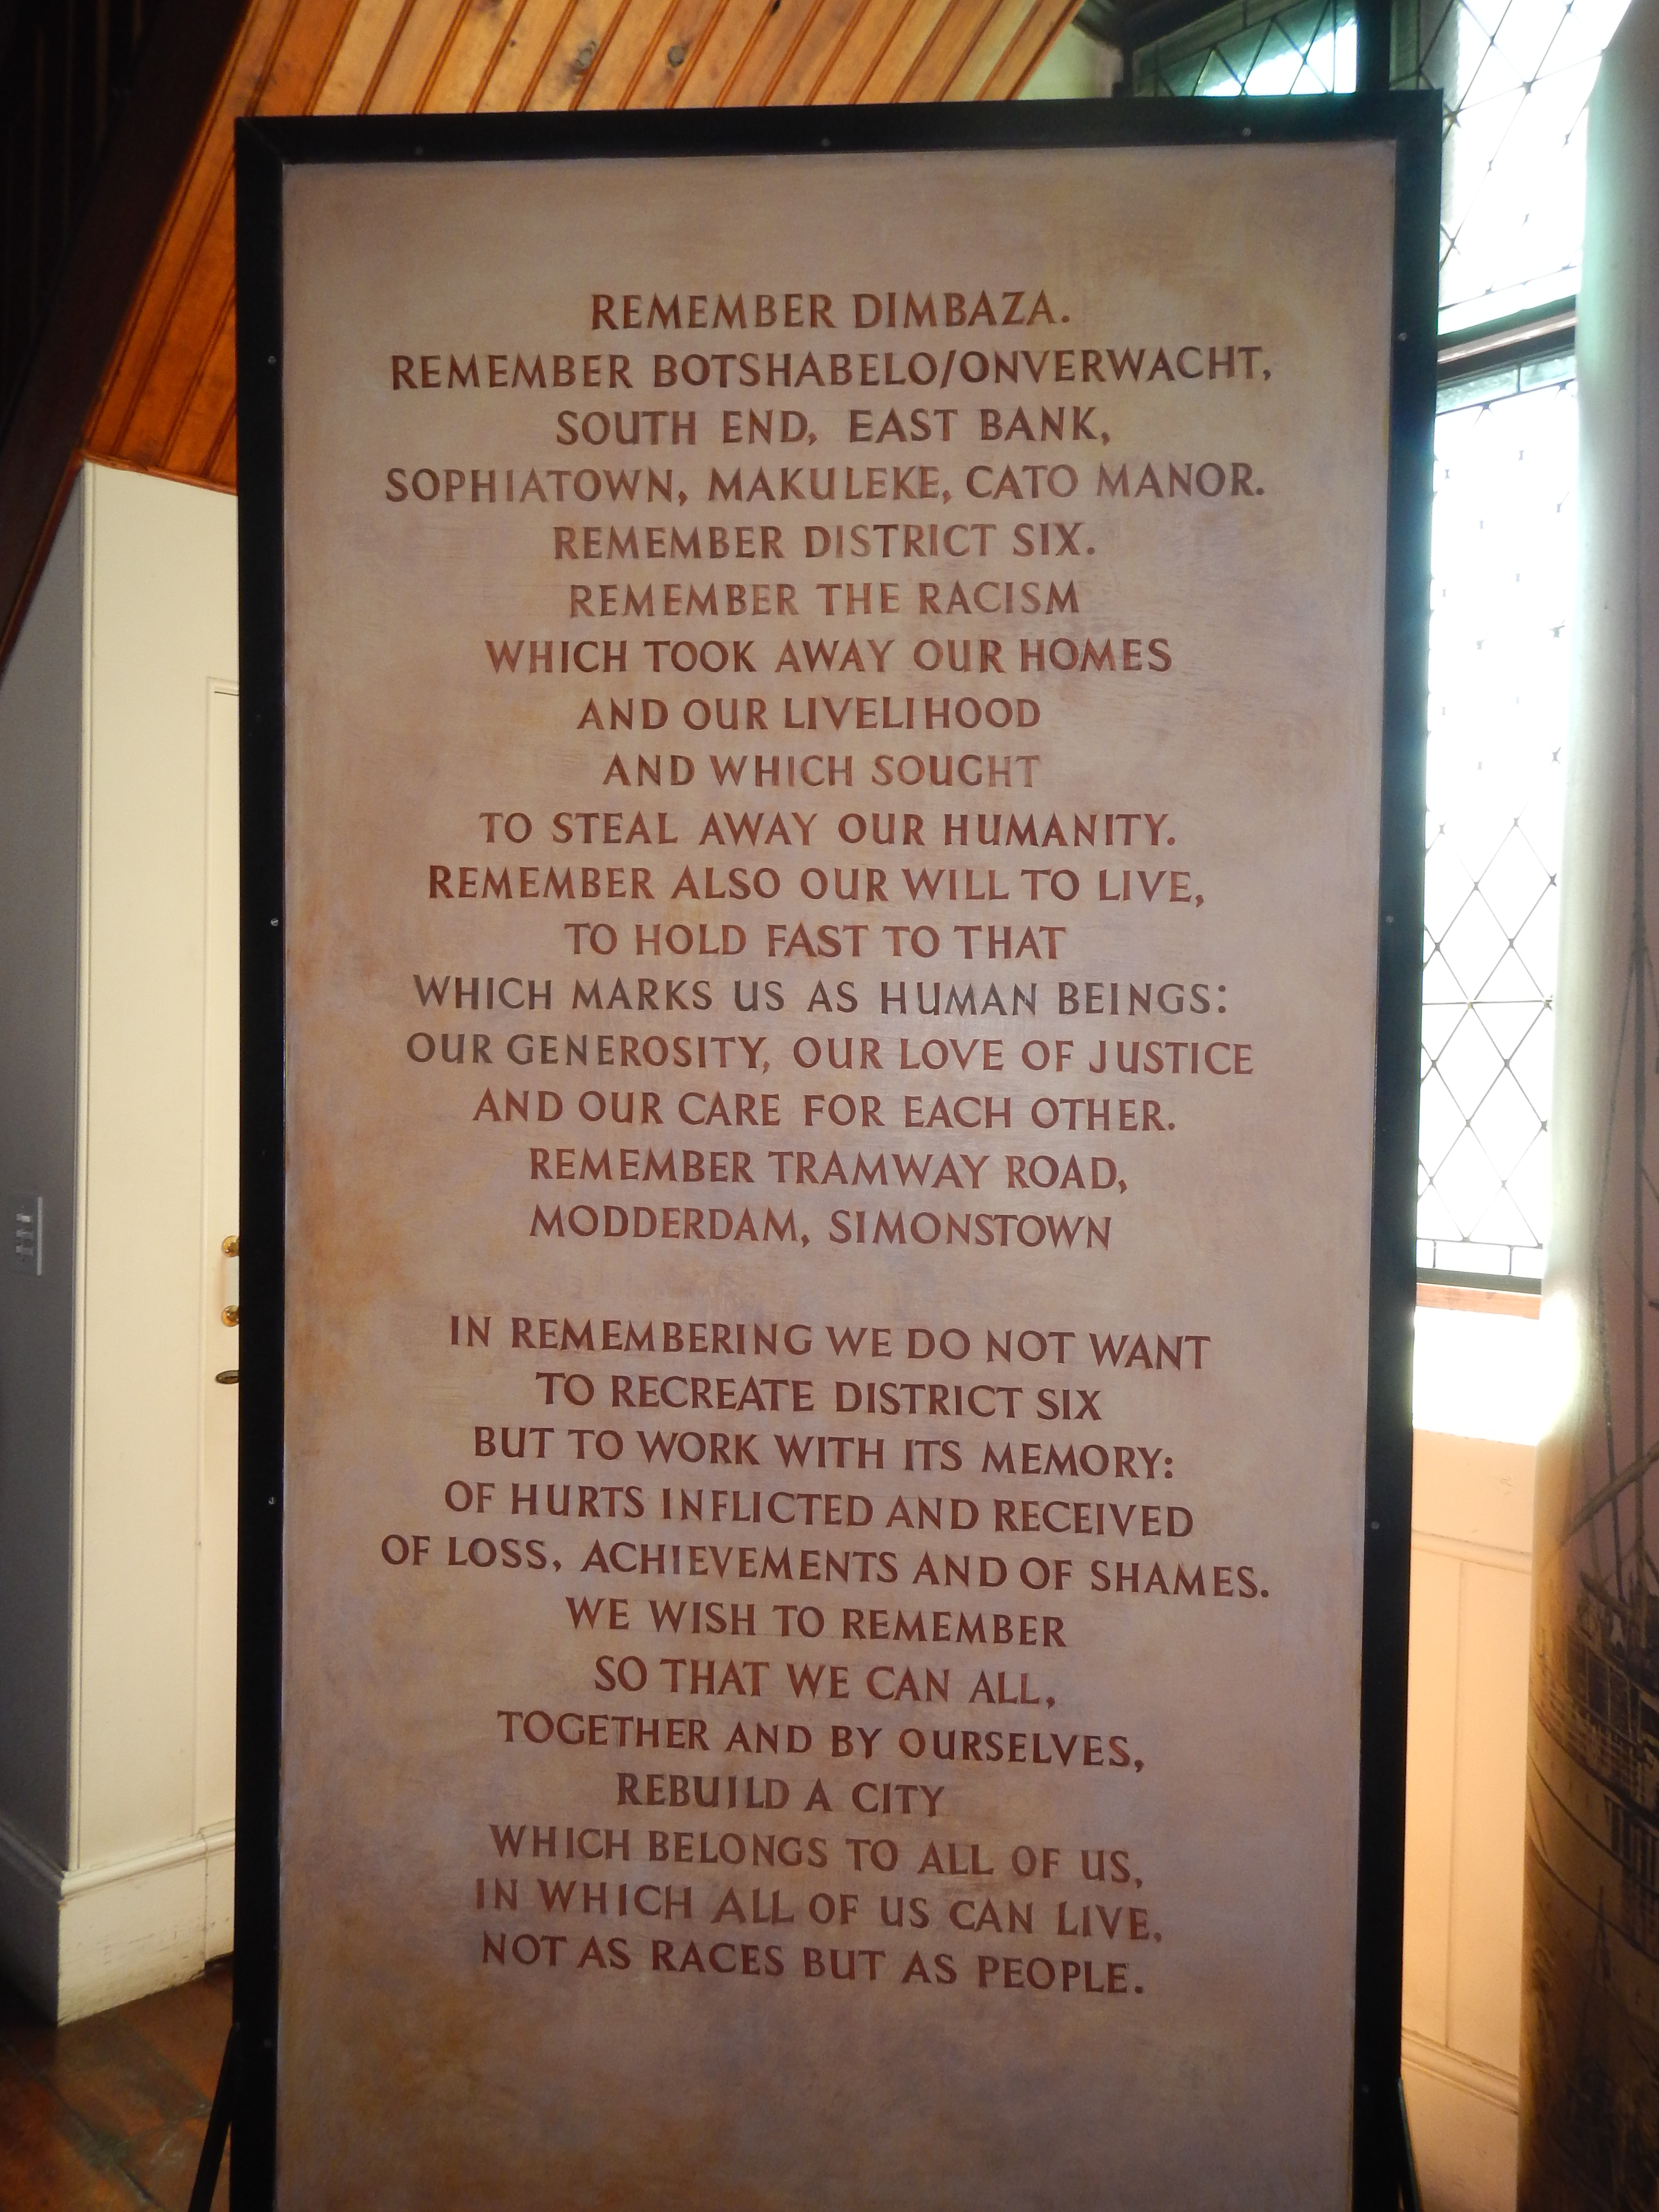 REMEMBER DIMBAZA.
REMEMBER BOTSHABELO/ONVERWACHT,
SOUTH END, EAST BANK,
SOPHIATOWN, MAKULEKE, CATO MANOR.
REMEMBER DISTRICT SIX.
REMEMBER THE RACISM
WHICH TOOK AWAY OUR HOMES
AND OUR LIVELIHOOD
AND WHICH SOUGHT
TO STEAL AWAY OUR HUMANITY.
REMEMBER ALSO OUR WILL TO LIVE,
TO HOLD FAST TO THAT
WHICH MARKS US AS HUMAN BEINGS:
OUR GENEROSITY, OUR LOVE OF JUSTICE
AND OUR CARE FOR EACH OTHER.
REMEMBER TRAMWAY ROAD,
MODDERDAM, SIMONSTOWN
IN REMEMBERING WE DO NOT WANT
TO RECREATE DISTRICT SIX
BUT TO WORK WITH ITS MEMORY:
OF HURTS INFLICTED AND RECEIVED
OF LOSS, ACHIEVEMENTS AND OF SHAMES.
WE WISH TO REMEMBER
SO THAT WE CAN ALL,
TOGETHER AND BY OURSELVES,
REBUILD A CITY
WHICH BELONGS TO ALL OF US,
IN WHICH ALL OF US CAN LIVE,
NOT AS RACES BUT AS PEOPLE.